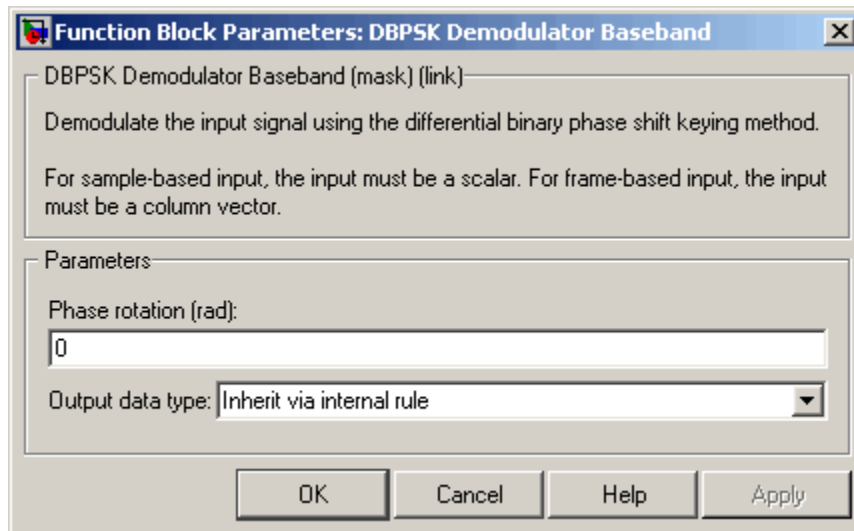 Function Block Parameters: DBPSK Demodulator Baseband
DBPSK Demodulator Baseband (mask) (link)
Demodulate the input signal using the differential binary phase shift keying method.
For sample-based input, the input must be a scalar. For frame-based input, the input
must be a column vector.
Parameters
Phase rotation (rad):
0
Output data type: Inherit via internal rule
OK Cancel Help Apply